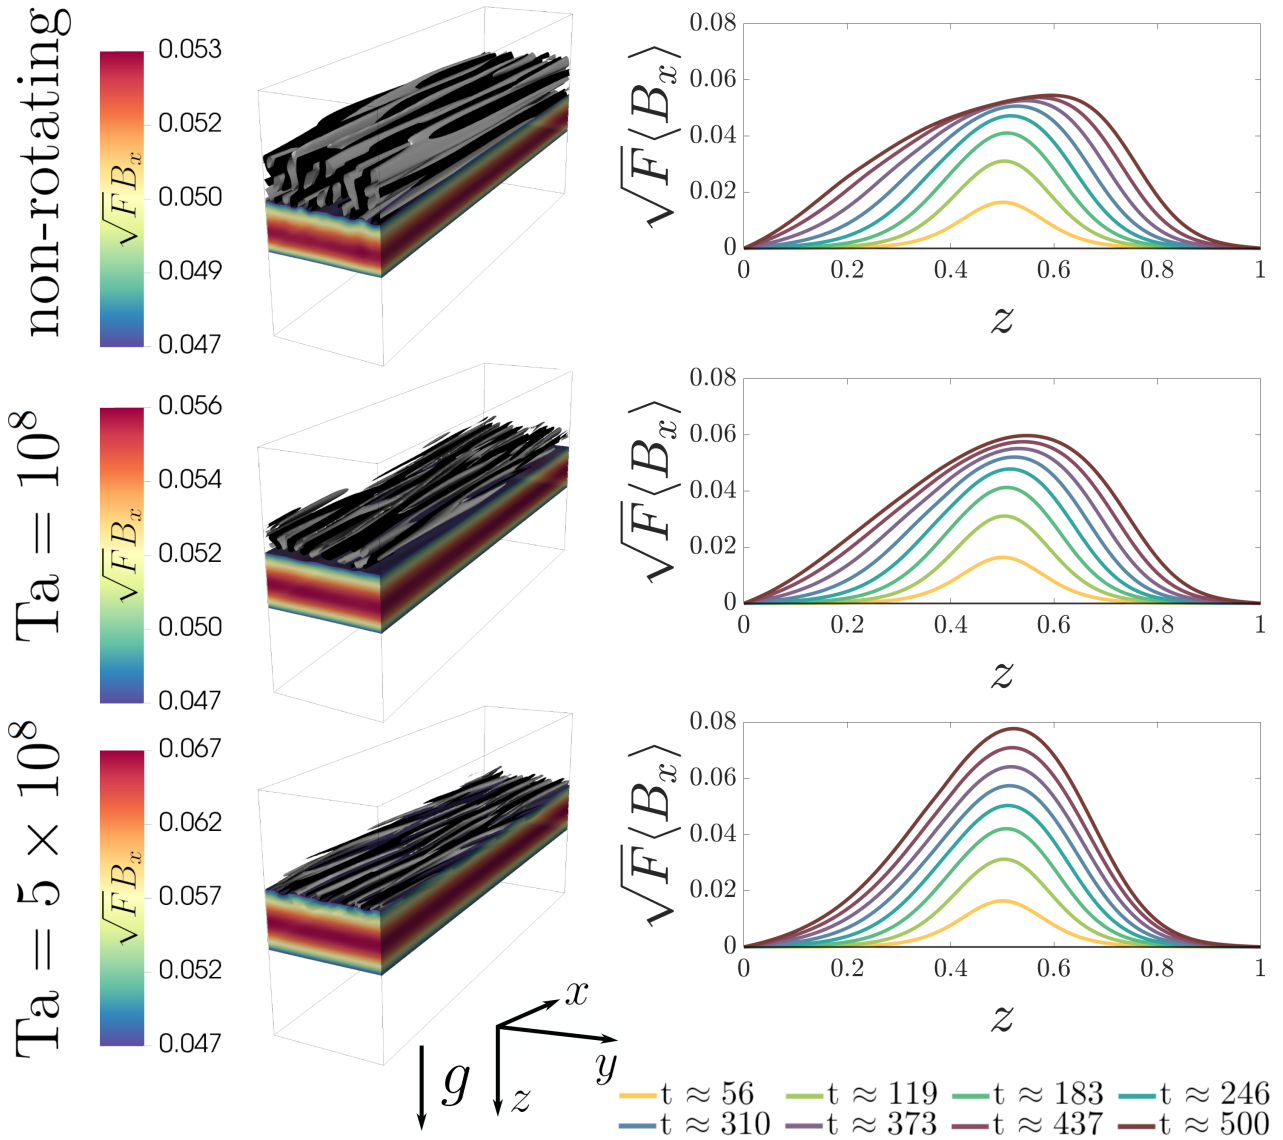 non-rotating
0.053
0.052
0.050
0.049
0.047
√F B_x
√F⟨B_x⟩
0.08
0.06
0.04
0.02
0
0 0.2 0.4 0.6 0.8 1
z
Ta = 10⁸
0.056
0.054
0.052
0.050
0.047
√F B_x
√F⟨B_x⟩
0.08
0.06
0.04
0.02
0
0 0.2 0.4 0.6 0.8 1
z
Ta = 5 × 10⁸
0.067
0.062
0.057
0.052
0.047
√F B_x
√F⟨B_x⟩
0.08
0.06
0.04
0.02
0
0 0.2 0.4 0.6 0.8 1
z
g
x
y
z
t ≈ 56 t ≈ 119 t ≈ 183 t ≈ 246
t ≈ 310 t ≈ 373 t ≈ 437 t ≈ 500